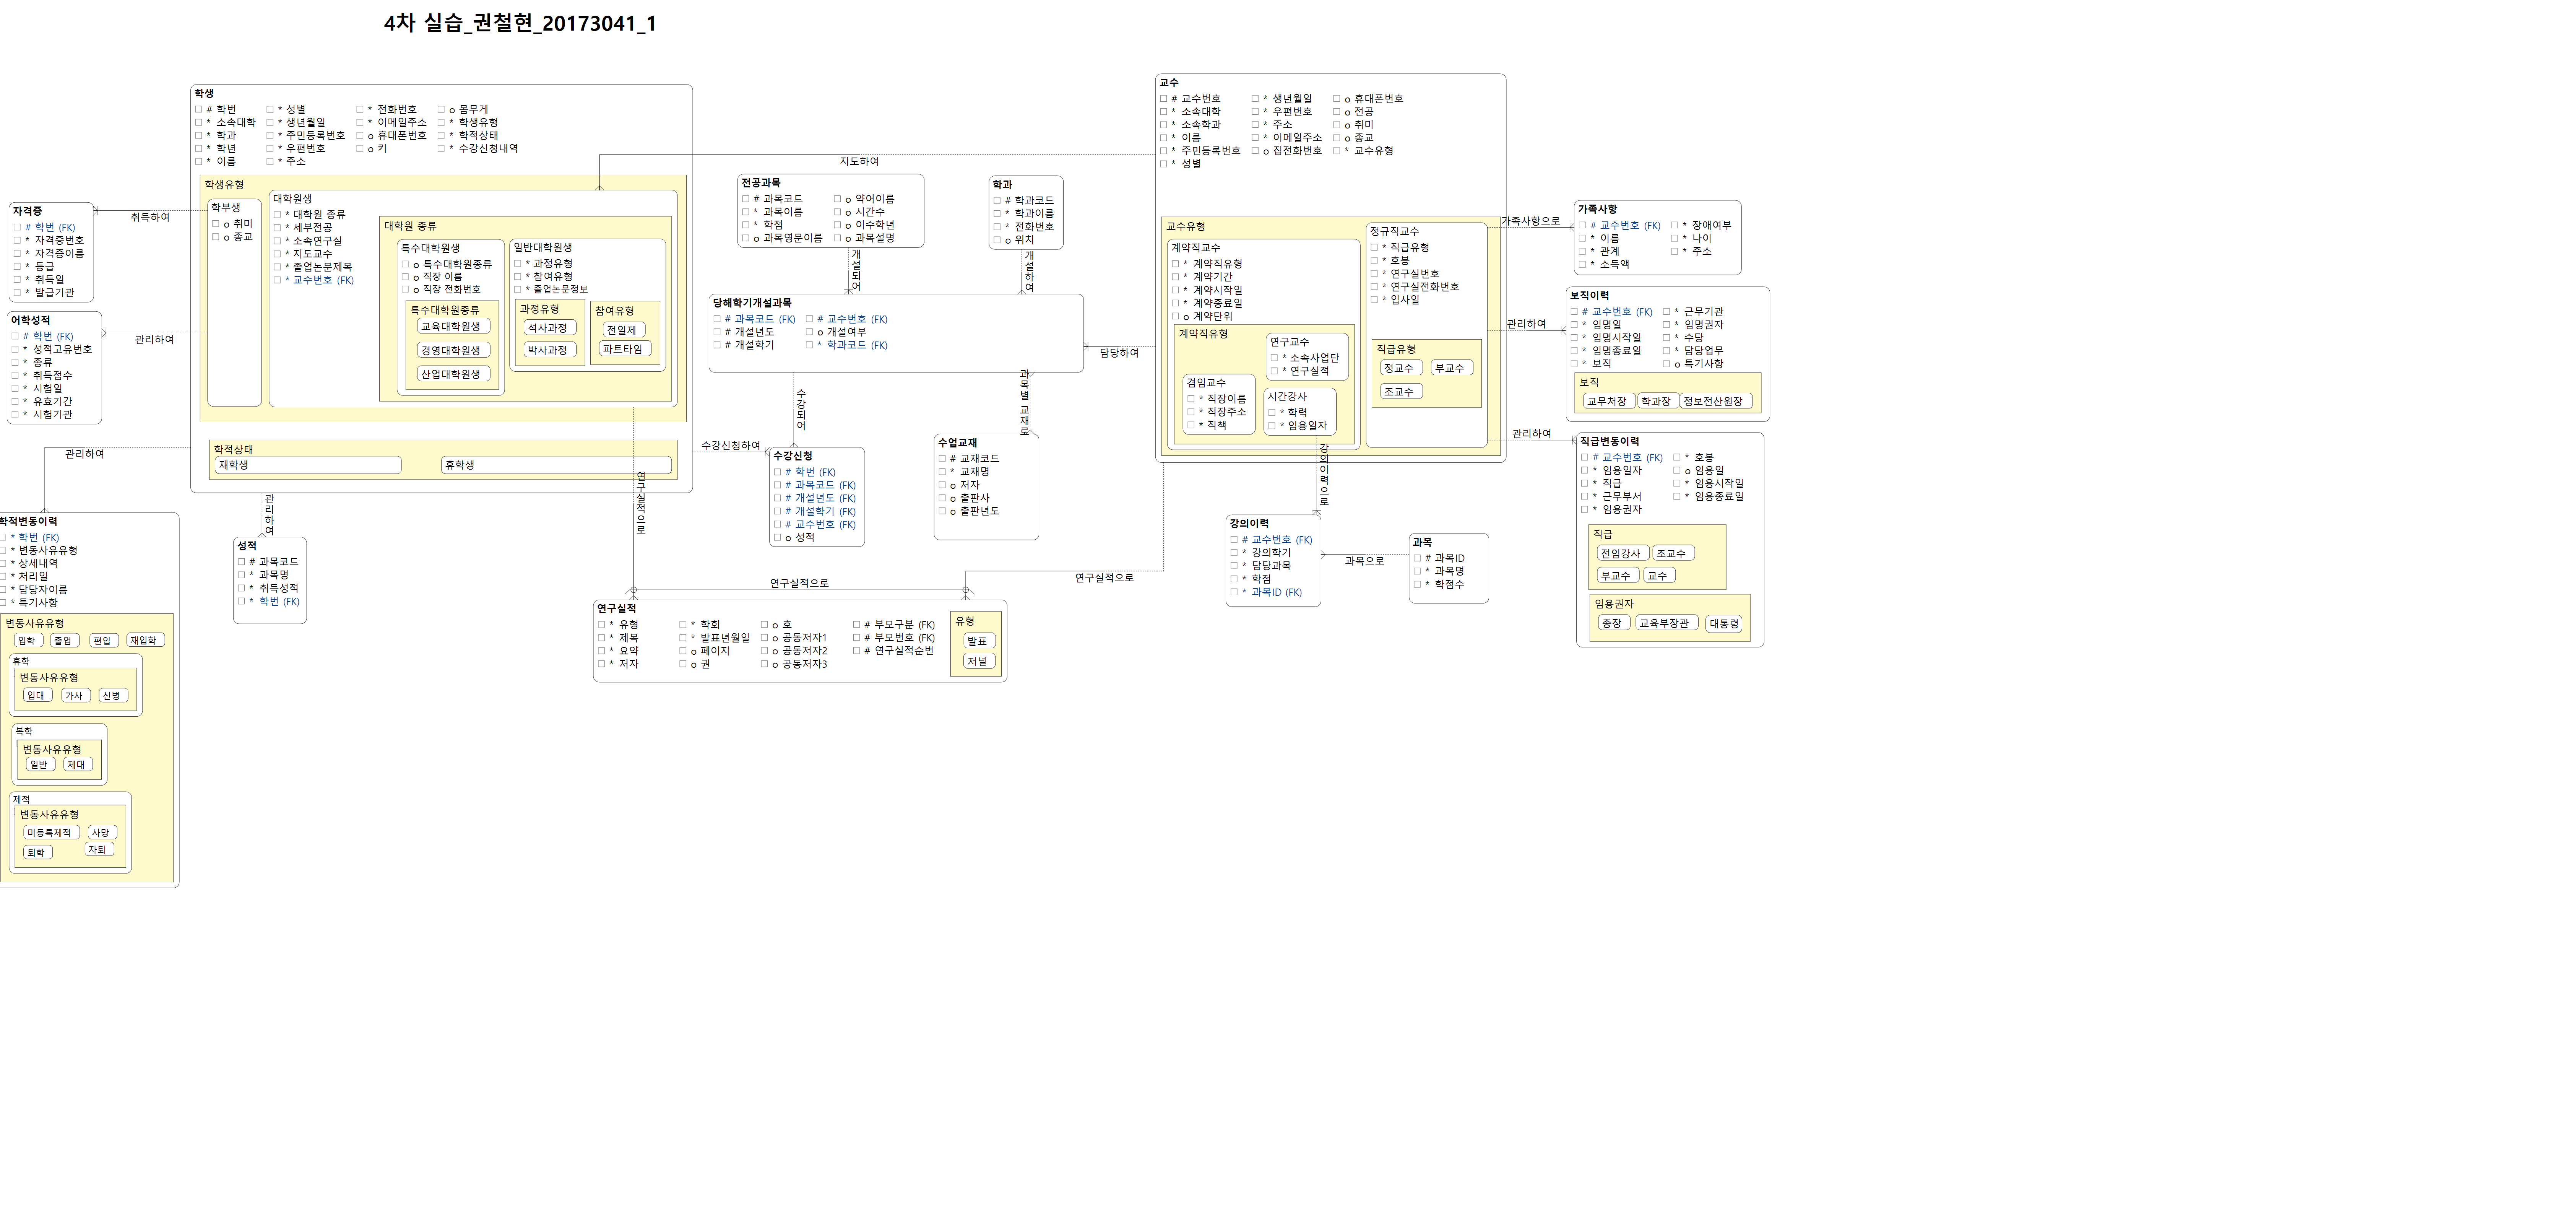 4차 실습_권철현_20173041_1
학생
# 학번
* 소속대학
* 학과
* 학년
* 이름
* 성별
* 생년월일
* 주민등록번호
* 우편번호
* 주소
* 전화번호
* 이메일주소
o 휴대폰번호
o 키
o 몸무게
* 학생유형
* 학적상태
* 수강신청내역
학생유형
학부생
o 취미
o 종교
대학원생
* 대학원 종류
* 세부전공
* 소속연구실
* 지도교수
* 졸업논문제목
* 교수번호 (FK)
대학원 종류
특수대학원생
o 특수대학원종류
o 직장 이름
o 직장 전화번호
특수대학원종류
교육대학원생
경영대학원생
산업대학원생
일반대학원생
* 과정유형
* 참여유형
* 졸업논문정보
과정유형
석사과정
박사과정
참여유형
전일제
파트타임
학적상태
재학생
휴학생
자격증
# 학번 (FK)
* 자격증번호
* 자격증이름
* 등급
* 취득일
* 발급기관
취득하여
어학성적
# 학번 (FK)
* 성적고유번호
* 종류
* 취득점수
* 시험일
* 유효기간
* 시험기관
관리하여
관리하여
학적변동이력
* 학번 (FK)
* 변동사유유형
* 상세내역
* 처리일
* 담당자이름
* 특기사항
변동사유유형
입학
졸업
편입
재입학
휴학
변동사유유형
입대
가사
신병
복학
변동사유유형
일반
제대
제적
변동사유유형
미등록제적
사망
퇴학
자퇴
관리하여
성적
# 과목코드
* 과목명
* 취득성적
* 학번 (FK)
지도하여
전공과목
# 과목코드
* 과목이름
* 학점
o 과목영문이름
o 약어이름
o 시간수
o 이수학년
o 과목설명
학과
# 학과코드
* 학과이름
* 전화번호
o 위치
개설되어
개설하여
당해학기개설과목
# 과목코드 (FK)
# 개설년도
# 개설학기
# 교수번호 (FK)
o 개설여부
* 학과코드 (FK)
담당하여
수강되어
과목별 교재로
수강신청하여
수강신청
# 학번 (FK)
# 과목코드 (FK)
# 개설년도 (FK)
# 개설학기 (FK)
# 교수번호 (FK)
o 성적
수업교재
# 교재코드
* 교재명
o 저자
o 출판사
o 출판년도
연구실적으로
연구실적으로
연구실적으로
연구실적
* 유형
* 제목
* 요약
* 저자
* 학회
* 발표년월일
o 페이지
o 권
o 호
o 공동저자1
o 공동저자2
o 공동저자3
# 부모구분 (FK)
# 부모번호 (FK)
# 연구실적순번
유형
발표
저널
교수
# 교수번호
* 소속대학
* 소속학과
* 이름
* 주민등록번호
* 성별
* 생년월일
* 우편번호
* 주소
* 이메일주소
o 집전화번호
o 휴대폰번호
o 전공
o 취미
o 종교
* 교수유형
교수유형
계약직교수
* 계약직유형
* 계약기간
* 계약시작일
* 계약종료일
o 계약단위
계약직유형
연구교수
* 소속사업단
* 연구실적
겸임교수
* 직장이름
* 직장주소
* 직책
시간강사
* 학력
* 임용일자
정규직교수
* 직급유형
* 호봉
* 연구실번호
* 연구실전화번호
* 입사일
직급유형
정교수
부교수
조교수
강의이력으로
강의이력
# 교수번호 (FK)
* 강의학기
* 담당과목
* 학점
* 과목ID (FK)
과목으로
과목
# 과목ID
* 과목명
* 학점수
가족사항으로
가족사항
# 교수번호 (FK)
* 이름
* 관계
* 소득액
* 장애여부
* 나이
* 주소
관리하여
보직이력
# 교수번호 (FK)
* 임명일
* 임명시작일
* 임명종료일
* 보직
* 근무기관
* 임명권자
* 수당
* 담당업무
o 특기사항
보직
교무처장
학과장
정보전산원장
관리하여
직급변동이력
# 교수번호 (FK)
* 임용일자
* 직급
* 근무부서
* 임용권자
* 호봉
o 임용일
* 임용시작일
* 임용종료일
직급
전임강사
조교수
부교수
교수
임용권자
총장
교육부장관
대통령